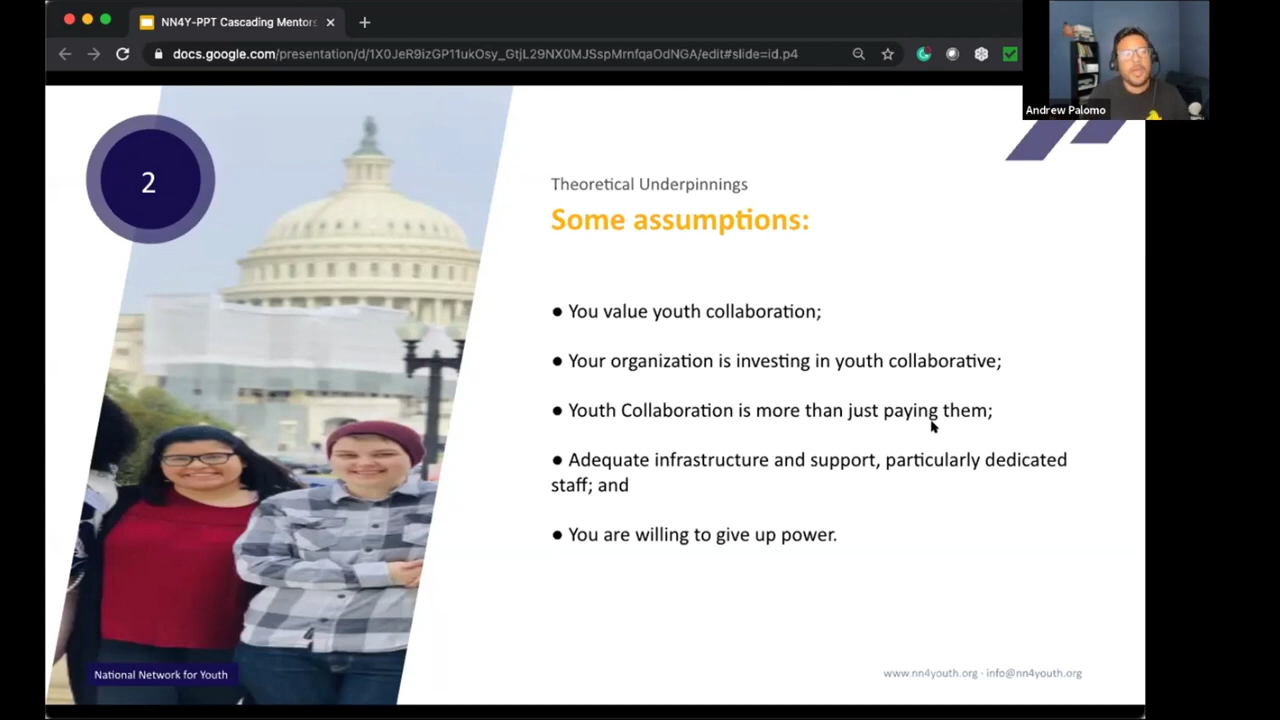 NN4Y-PPT Cascading Mentors
docs.google.com/presentation/d/1X0JeR9izGP11ukOsy_GtjL29NX0MJSspMrnfqaOdNGA/edit#slide=id.p4
Andrew Palomo
2
Theoretical Underpinnings
Some assumptions:
● You value youth collaboration;
● Your organization is investing in youth collaborative;
● Youth Collaboration is more than just paying them;
● Adequate infrastructure and support, particularly dedicated
staff; and
● You are willing to give up power.
National Network for Youth
www.nn4youth.org · info@nn4youth.org